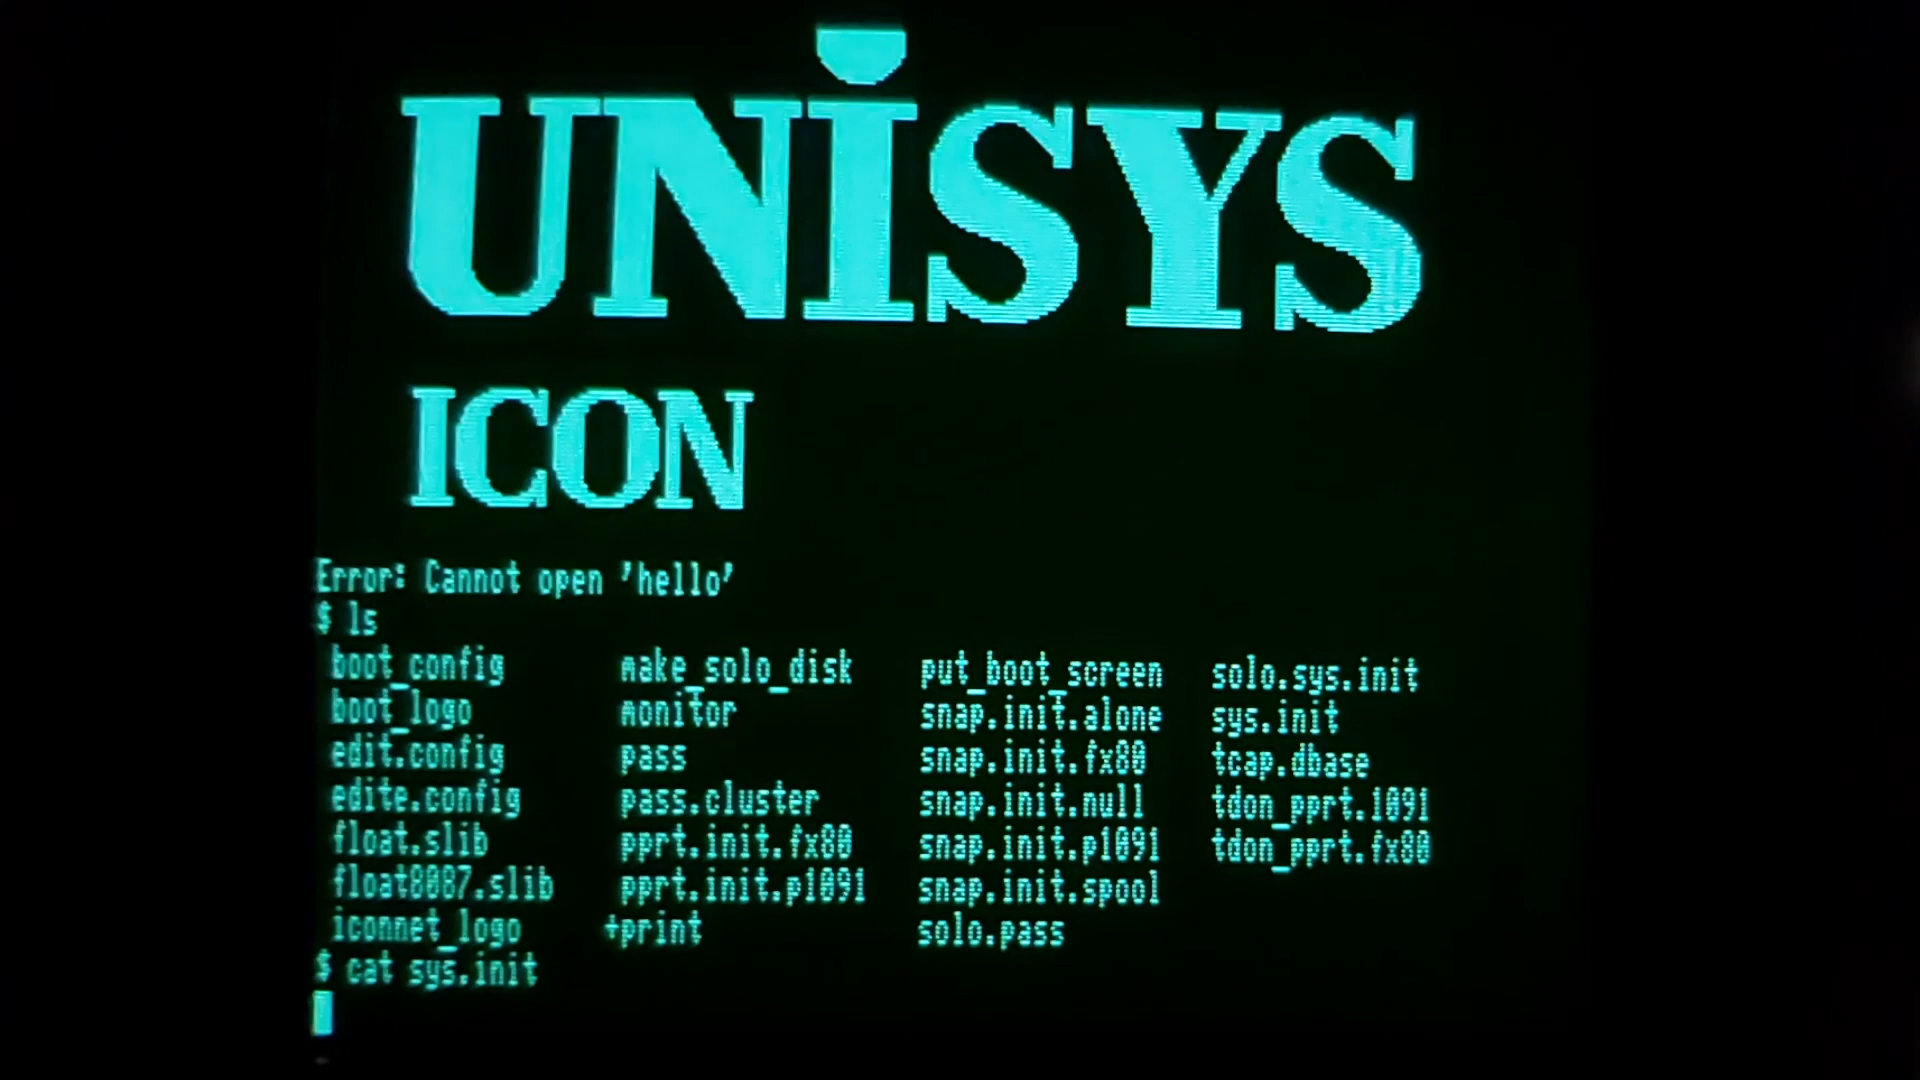 UNiSYS
ICON
Error: Cannot open 'hello'
$ ls
boot_config make_solo_disk put_boot_screen solo.sys.init
boot_logo monitor snap.init.alone sys.init
edit.config pass snap.init.fx80 tcap.dbase
edite.config pass.cluster snap.init.null tdon_pprt.1091
float.slib pprt.init.fx80 snap.init.p1091 tdon_pprt.fx80
float8087.slib pprt.init.p1091 snap.init.spool
iconnet_logo +print solo.pass
$ cat sys.init